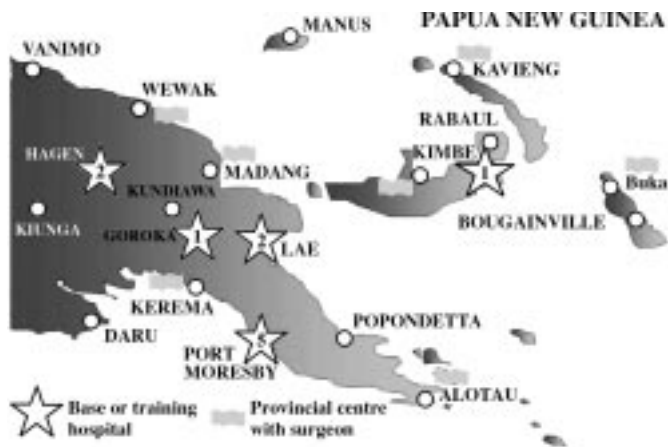 PAPUA NEW GUINEA
MANUS
VANIMO
KAVIENG
WEWAK
RABAUL
HAGEN
2
KIMBE
MADANG
1
Buka
KUNDIAWA
KIUNGA
BOUGAINVILLE
GOROKA
1
2
LAE
KEREMA
DARU
POPONDETTA
PORT
MORESBY
5
ALOTAU
Base or training
hospital
Provincial centre
with surgeon